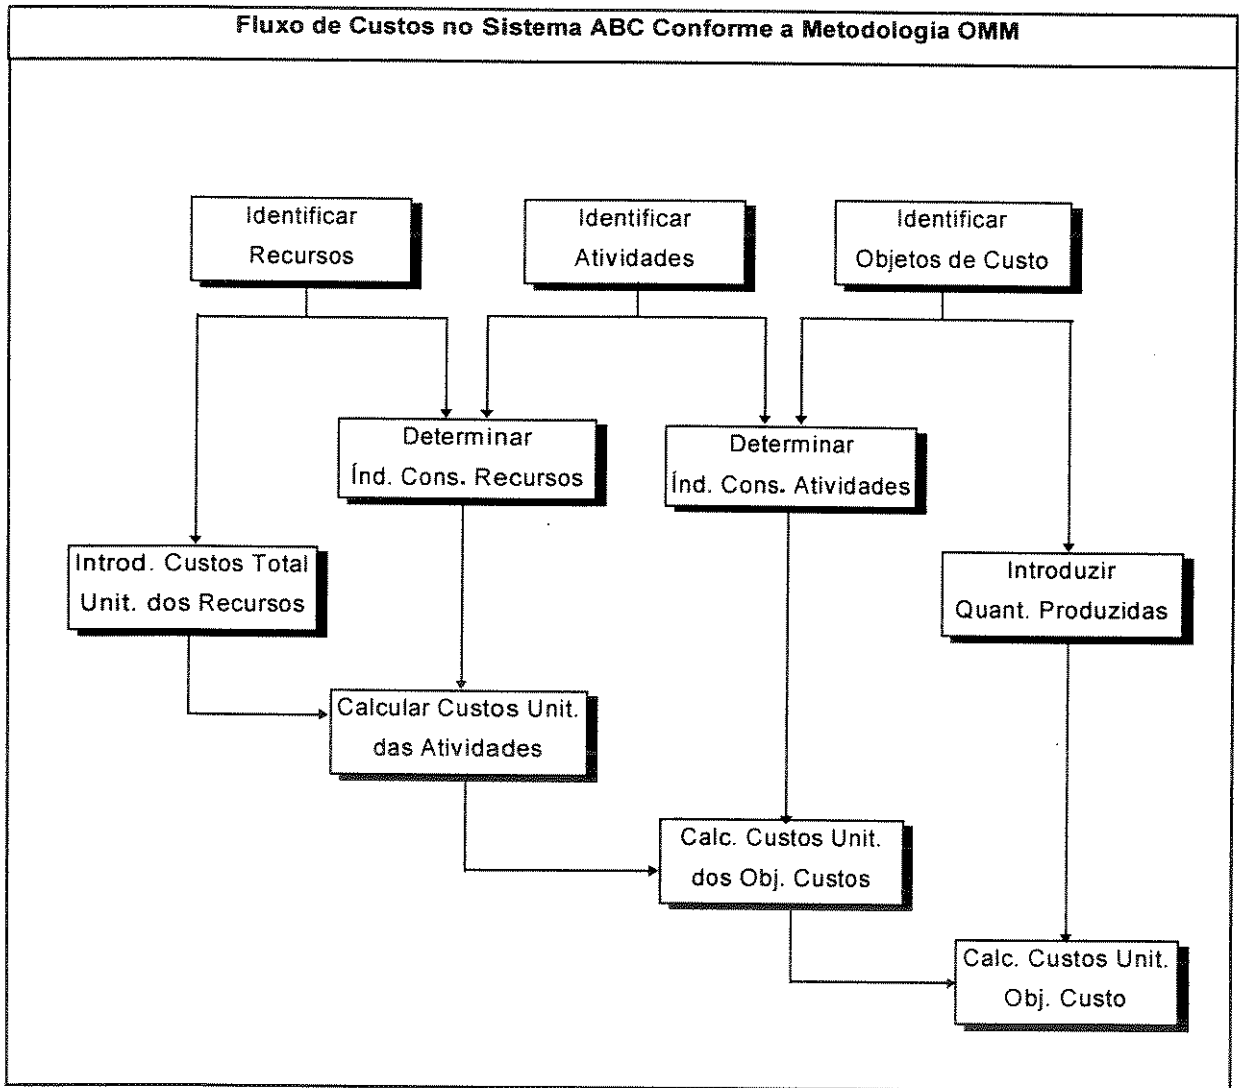 Fluxo de Custos no Sistema ABC Conforme a Metodologia OMM
Identificar
Recursos
Identificar
Atividades
Identificar
Objetos de Custo
Determinar
Índ. Cons. Recursos
Determinar
Índ. Cons. Atividades
Introd. Custos Total
Unit. dos Recursos
Introduzir
Quant. Produzidas
Calcular Custos Unit.
das Atividades
Calc. Custos Unit.
dos Obj. Custos
Calc. Custos Unit.
Obj. Custo